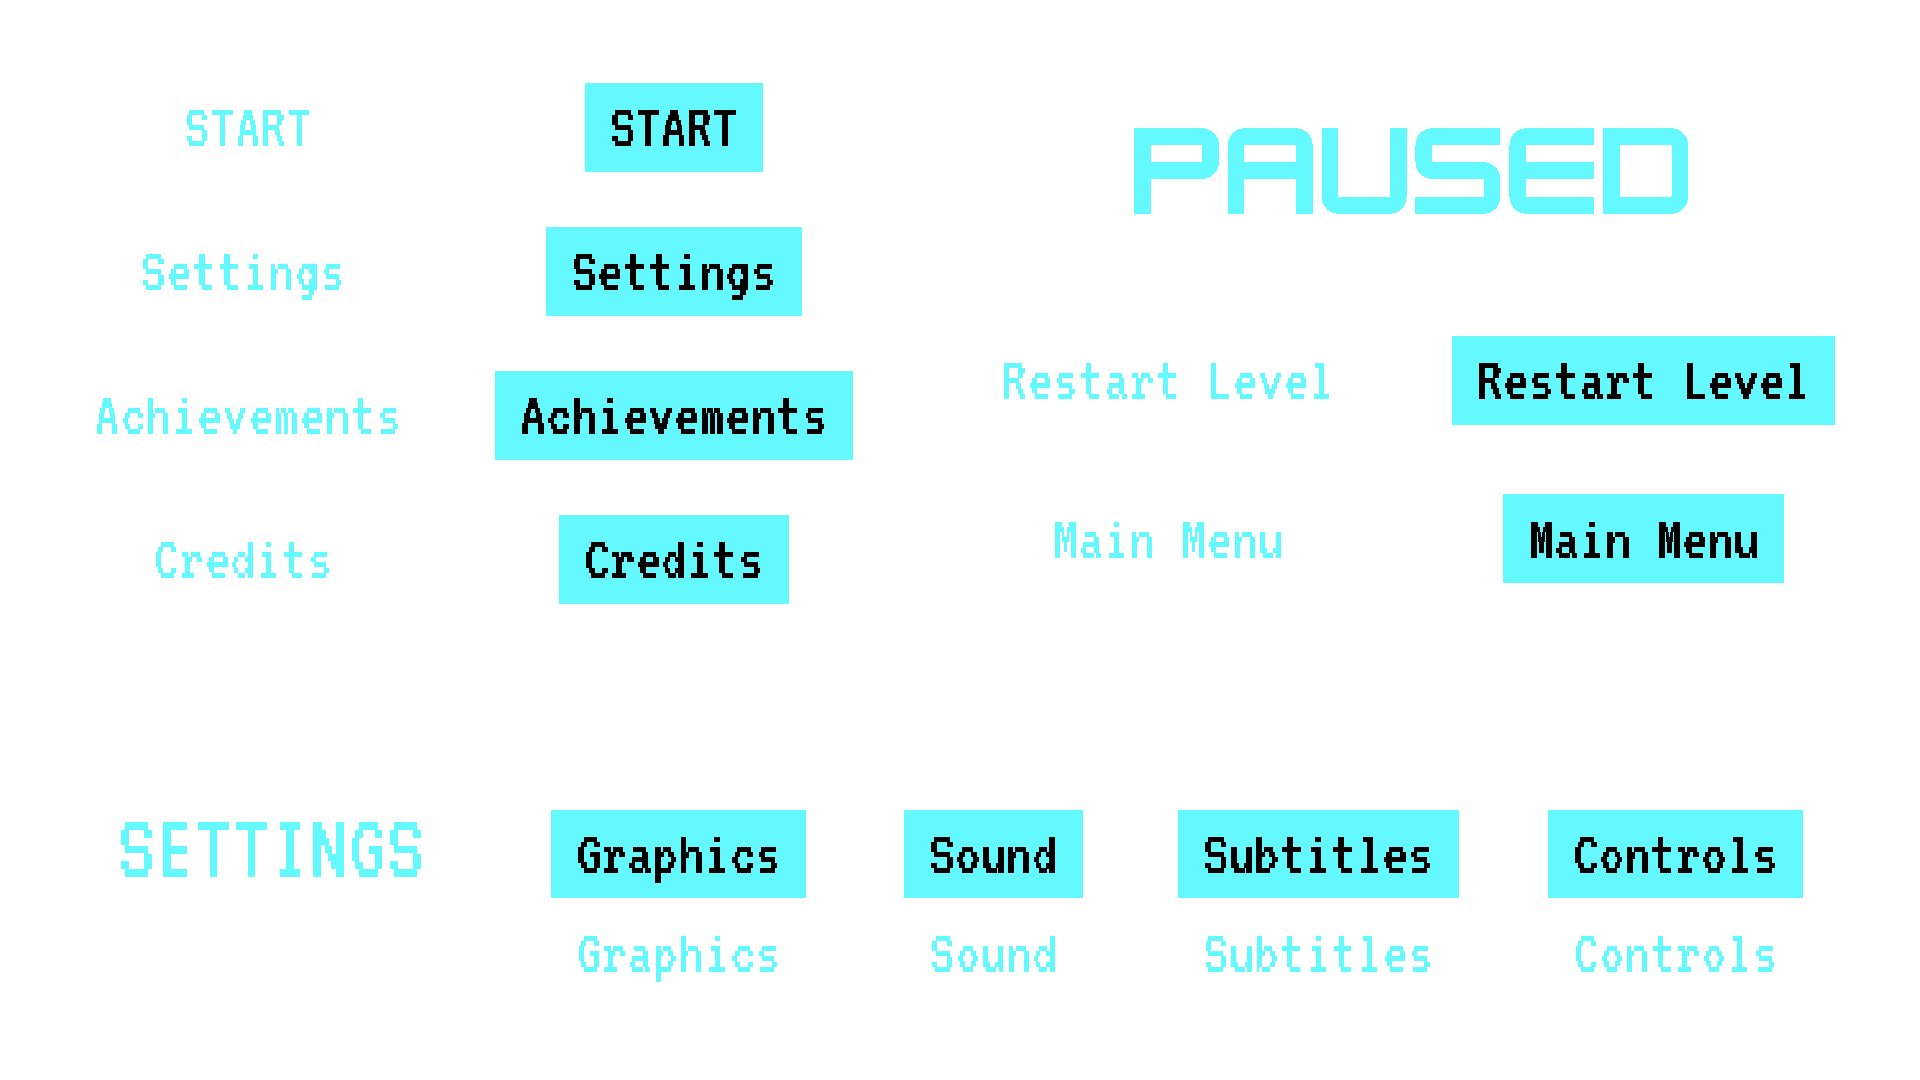 START START
Settings Settings
Achievements Achievements
Credits Credits
PAUSED
Restart Level Restart Level
Main Menu Main Menu
SETTINGS Graphics Sound Subtitles Controls
Graphics Sound Subtitles Controls